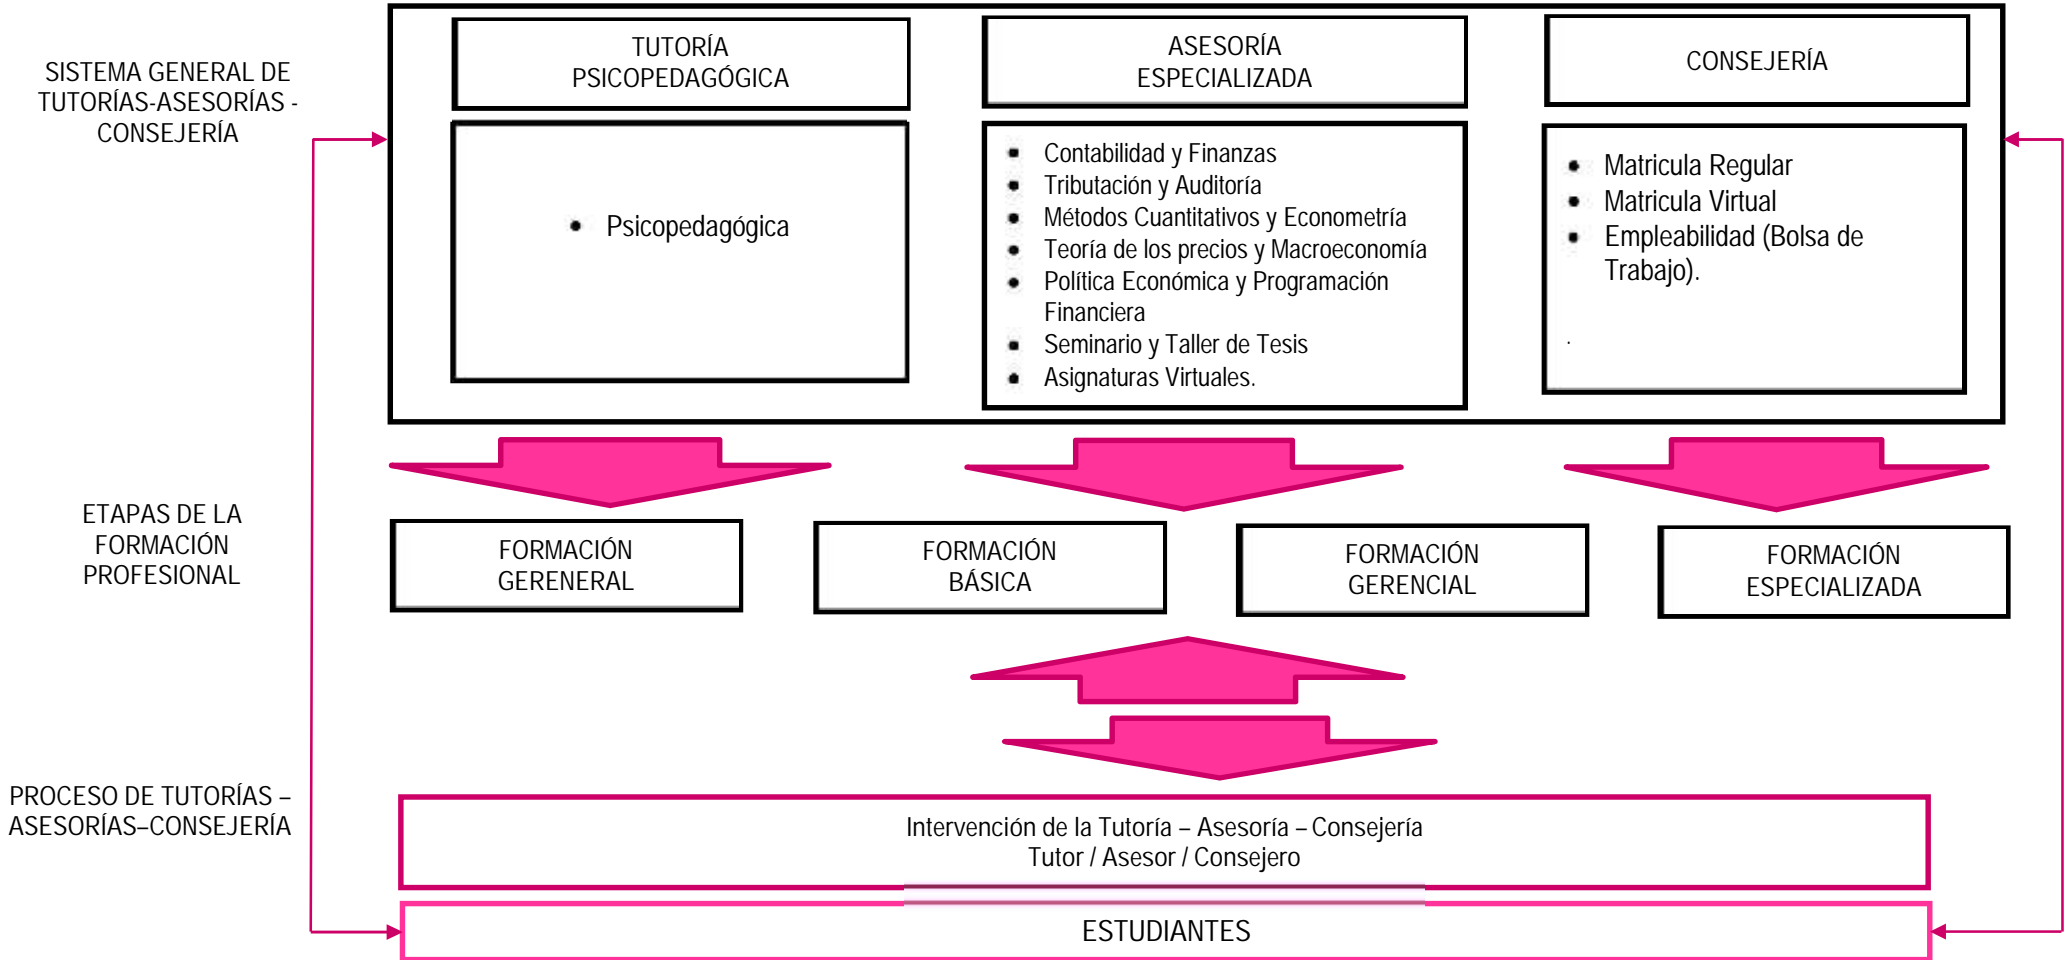 SISTEMA GENERAL DE
TUTORÍAS-ASESORÍAS -
CONSEJERÍA
TUTORÍA
PSICOPEDAGÓGICA
ASESORÍA
ESPECIALIZADA
CONSEJERÍA
• Psicopedagógica
• Contabilidad y Finanzas
• Tributación y Auditoría
• Métodos Cuantitativos y Econometría
• Teoría de los precios y Macroeconomía
• Política Económica y Programación
Financiera
• Seminario y Taller de Tesis
• Asignaturas Virtuales.
• Matricula Regular
• Matricula Virtual
• Empleabilidad (Bolsa de
Trabajo).
.
ETAPAS DE LA
FORMACIÓN
PROFESIONAL
FORMACIÓN
GERENERAL
FORMACIÓN
BÁSICA
FORMACIÓN
GERENCIAL
FORMACIÓN
ESPECIALIZADA
PROCESO DE TUTORÍAS –
ASESORÍAS–CONSEJERÍA
Intervención de la Tutoría – Asesoría – Consejería
Tutor / Asesor / Consejero
ESTUDIANTES